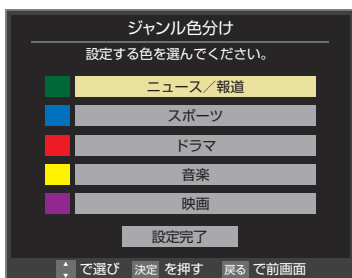 ジャンル色分け
設定する色を選んでください。
ニュース／報道
スポーツ
ドラマ
音楽
映画
設定完了
で選び 決定 を押す 戻る で前画面